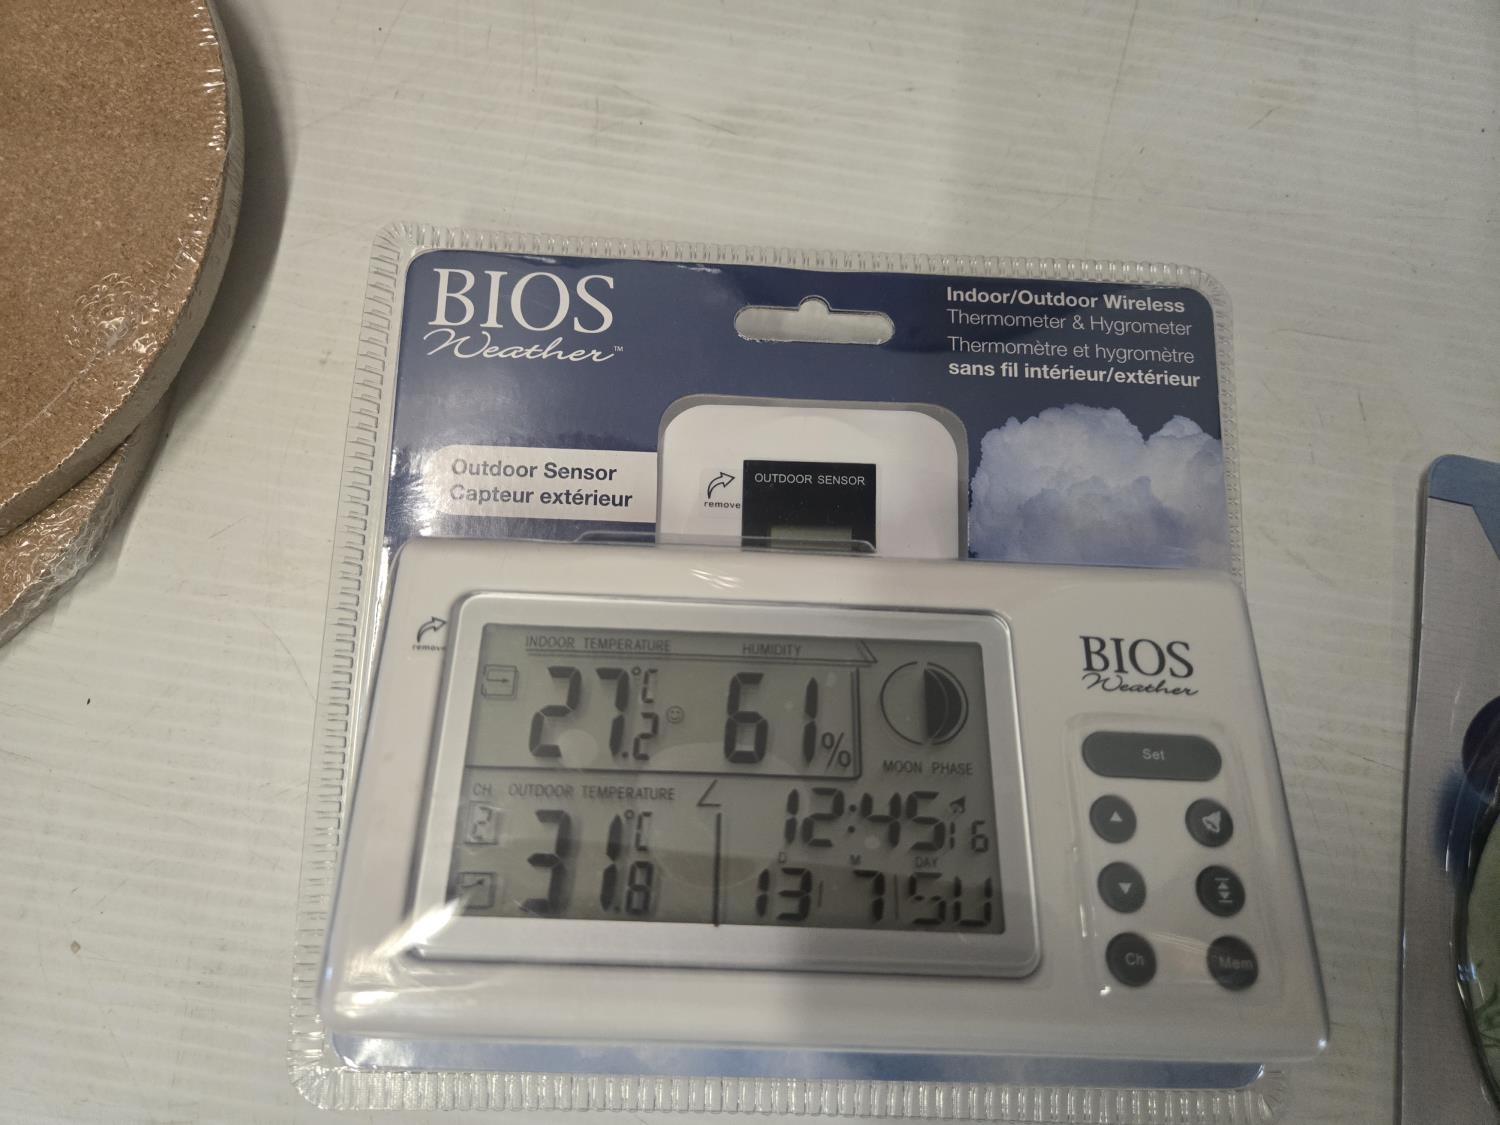 BIOS
Weather™
Indoor/Outdoor Wireless
Thermometer & Hygrometer
Thermomètre et hygromètre
sans fil intérieur/extérieur
Outdoor Sensor
Capteur extérieur
remove
OUTDOOR SENSOR
remove
INDOOR TEMPERATURE HUMIDITY
27.2°C 61%
MOON PHASE
CH OUTDOOR TEMPERATURE
2 31.8°C
12:45 16
D M DAY
13 7 SU
BIOS
Weather
Set
Ch
Mem